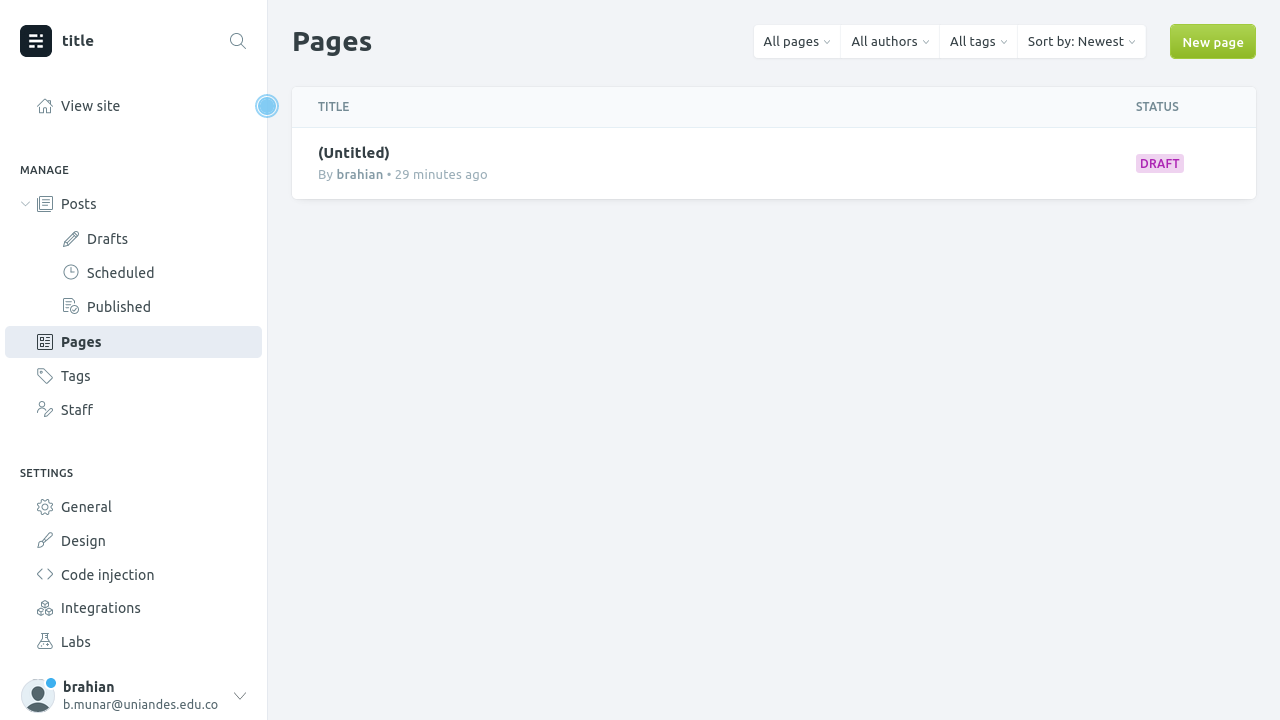 title
View site
MANAGE
Posts
Drafts
Scheduled
Published
Pages
Tags
Staff
SETTINGS
General
Design
Code injection
Integrations
Labs
brahian
b.munar@uniandes.edu.co
Pages
All pages
All authors
All tags
Sort by: Newest
New page
TITLE
STATUS
(Untitled)
By brahian • 29 minutes ago
DRAFT